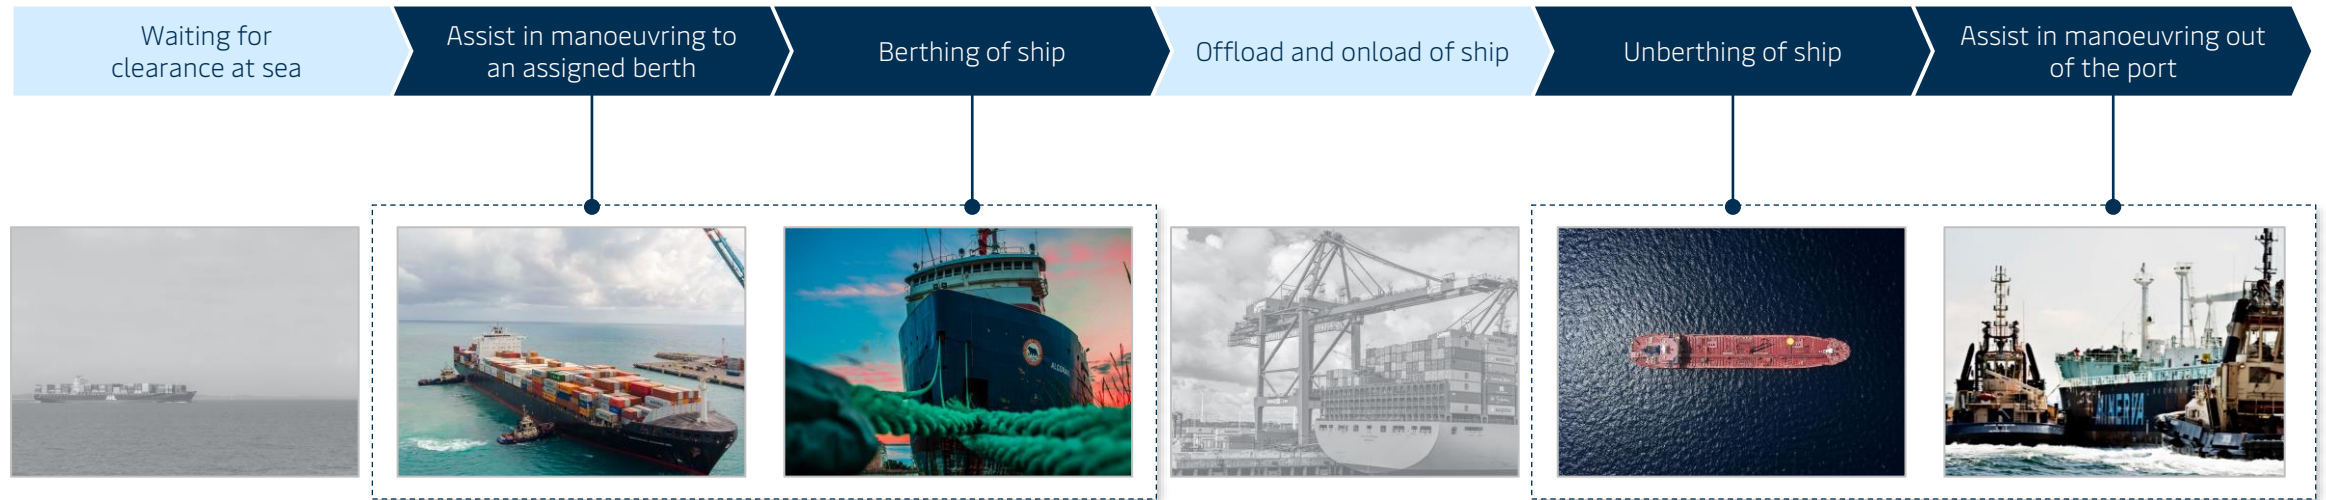 Waiting for
clearance at sea
Assist in manoeuvring to
an assigned berth
Berthing of ship
Offload and onload of ship
Unberthing of ship
Assist in manoeuvring out
of the port
MINERVA